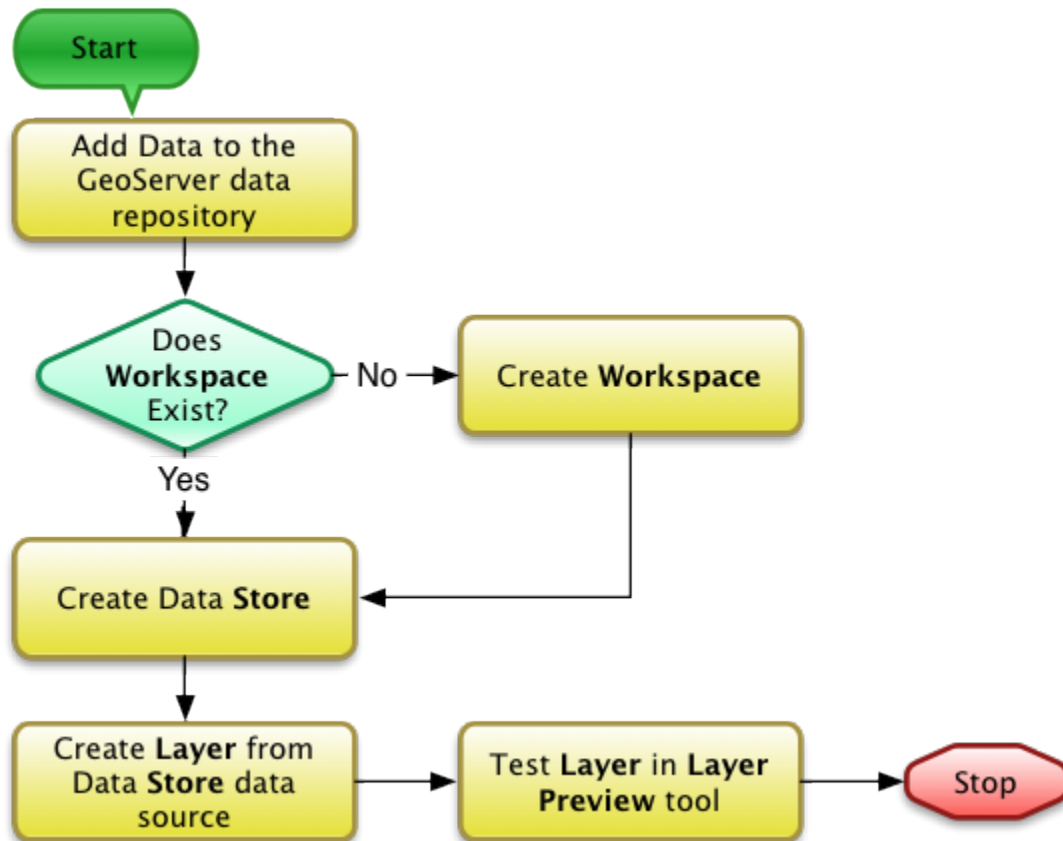 Start
Add Data to the
GeoServer data
repository
Does
Workspace
Exist?
No
Create Workspace
Yes
Create Data Store
Create Layer from
Data Store data
source
Test Layer in Layer
Preview tool
Stop